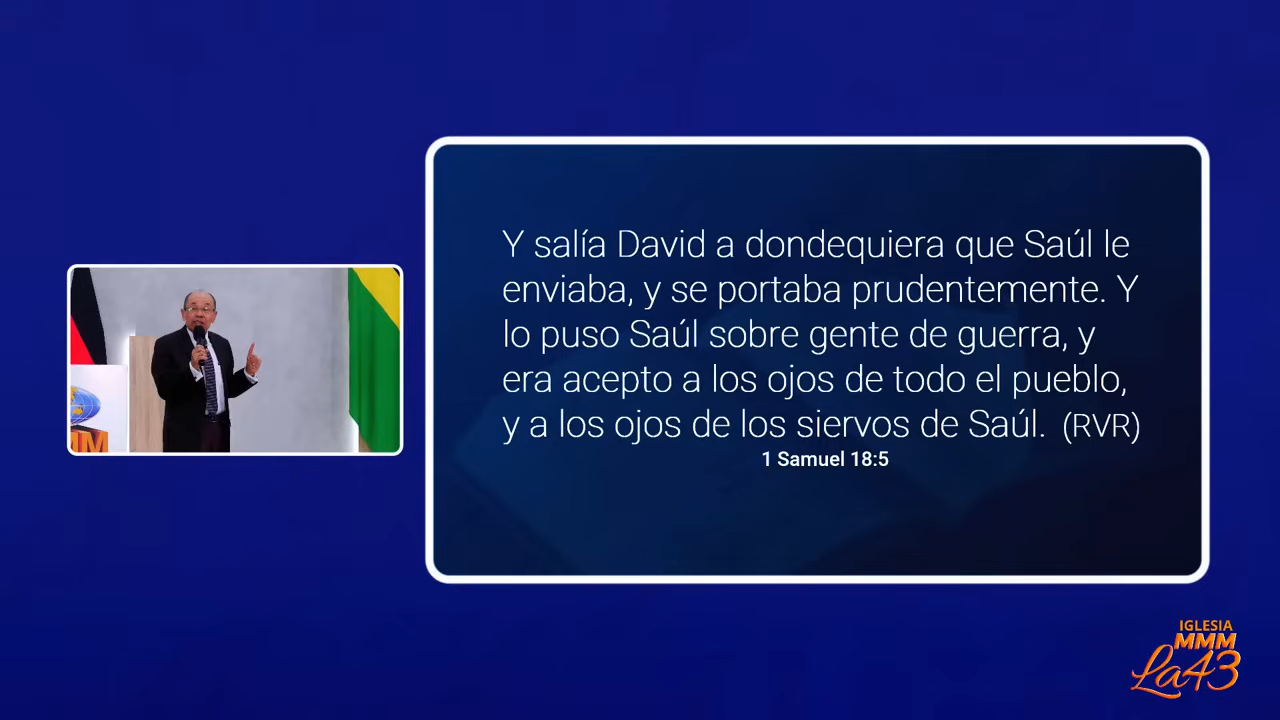 Y salía David a dondequiera que Saúl le
enviaba, y se portaba prudentemente. Y
lo puso Saúl sobre gente de guerra, y
era acepto a los ojos de todo el pueblo,
y a los ojos de los siervos de Saúl. (RVR)
1 Samuel 18:5
MM
IGLESIA
MMM
La43